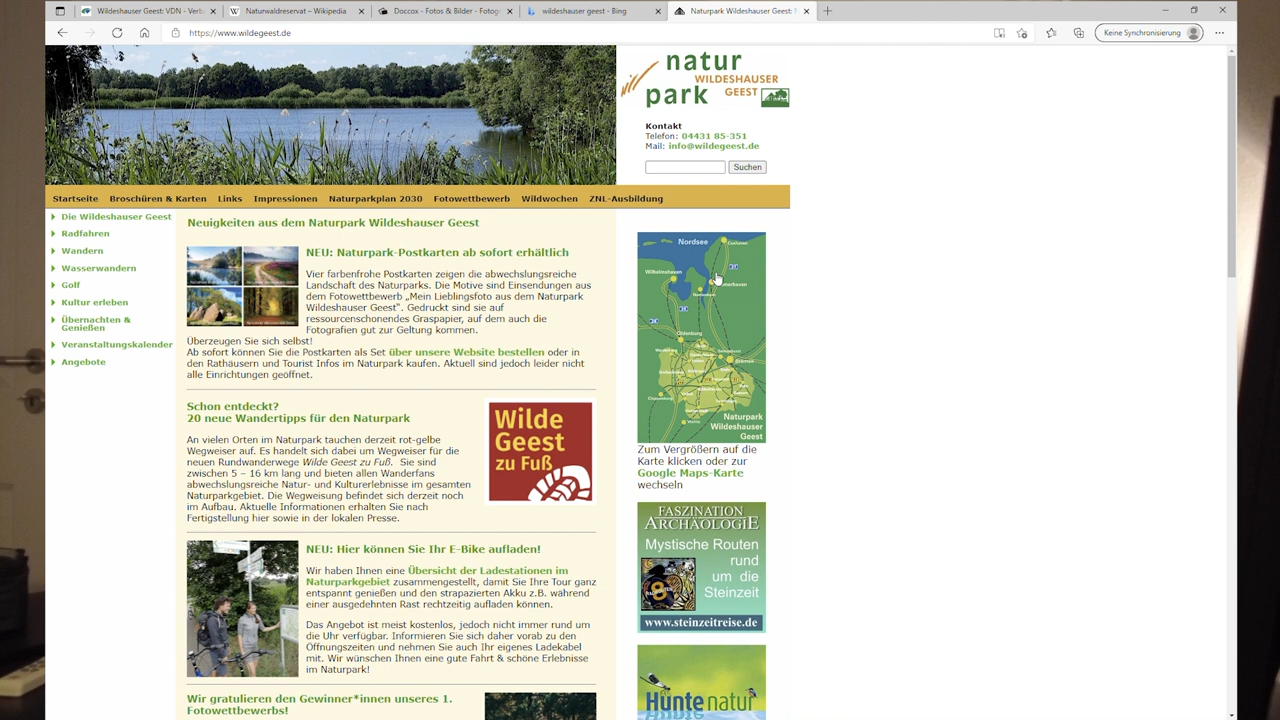 Wildeshauser Geest: VDN - Verb
Naturwaldreservat – Wikipedia
Doccox - Fotos & Bilder - Fotog
wildeshauser geest - Bing
Naturpark Wildeshauser Geest:
https://www.wildegeest.de
Keine Synchronisierung
natur
WILDESHAUSER
park GEEST
Kontakt
Telefon: 04431 85-351
Mail: info@wildegeest.de
Suchen
Startseite Broschüren & Karten Links Impressionen Naturparkplan 2030 Fotowettbewerb Wildwochen ZNL-Ausbildung
Die Wildeshauser Geest
Radfahren
Wandern
Wasserwandern
Golf
Kultur erleben
Übernachten &
Genießen
Veranstaltungskalender
Angebote
Neuigkeiten aus dem Naturpark Wildeshauser Geest
NEU: Naturpark-Postkarten ab sofort erhältlich
Vier farbenfrohe Postkarten zeigen die abwechslungsreiche
Landschaft des Naturparks. Die Motive sind Einsendungen aus
dem Fotowettbewerb „Mein Lieblingsfoto aus dem Naturpark
Wildeshauser Geest“. Gedruckt sind sie auf
ressourcenschonendes Graspapier, auf dem auch die
Fotografien gut zur Geltung kommen.
Überzeugen Sie sich selbst!
Ab sofort können Sie die Postkarten als Set über unsere Website bestellen oder in
den Rathäusern und Tourist Infos im Naturpark kaufen. Aktuell sind jedoch leider nicht
alle Einrichtungen geöffnet.
Schon entdeckt?
20 neue Wandertipps für den Naturpark
An vielen Orten im Naturpark tauchen derzeit rot-gelbe
Wegweiser auf. Es handelt sich dabei um Wegweiser für die
neuen Rundwanderwege Wilde Geest zu Fuß. Sie sind
zwischen 5 – 16 km lang und bieten allen Wanderfans
abwechslungsreiche Natur- und Kulturerlebnisse im gesamten
Naturparkgebiet. Die Wegweisung befindet sich derzeit noch
im Aufbau. Aktuelle Informationen erhalten Sie nach
Fertigstellung hier sowie in der lokalen Presse.
Wilde
Geest
zu Fuß
NEU: Hier können Sie Ihr E-Bike aufladen!
Wir haben Ihnen eine Übersicht der Ladestationen im
Naturparkgebiet zusammengestellt, damit Sie Ihre Tour ganz
entspannt genießen und den strapazierten Akku z.B. während
einer ausgedehnten Rast rechtzeitig aufladen können.
Das Angebot ist meist kostenlos, jedoch nicht immer rund um
die Uhr verfügbar. Informieren Sie sich daher vorab zu den
Öffnungszeiten und nehmen Sie auch Ihr eigenes Ladekabel
mit. Wir wünschen Ihnen eine gute Fahrt & schöne Erlebnisse
im Naturpark!
Wir gratulieren den Gewinner*innen unseres 1.
Fotowettbewerbs!
Nordsee
Cuxhaven
Wilhelmshaven
Oldenburg
Bremen
Naturpark
Wildeshauser
Geest
Zum Vergrößern auf die
Karte klicken oder zur
Google Maps-Karte
wechseln
FASZINATION
ARCHÄOLOGIE
Mystische Routen
rund
um die
Steinzeit
www.steinzeitreise.de
Hunte natur